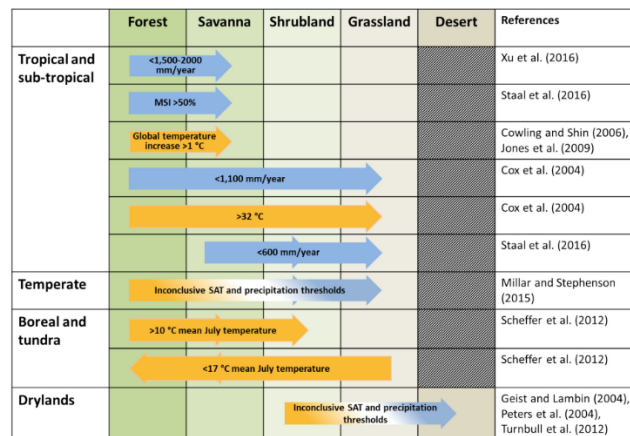 Forest Savanna Shrubland Grassland Desert References
Tropical and
sub-tropical
<1,500-2000
mm/year
Xu et al. (2016)
MSI >50%
Staal et al. (2016)
Global temperature
increase >1 °C
Cowling and Shin (2006),
Jones et al. (2009)
<1,100 mm/year
Cox et al. (2004)
>32 °C
Cox et al. (2004)
<600 mm/year
Staal et al. (2016)
Temperate
Inconclusive SAT and precipitation thresholds
Millar and Stephenson
(2015)
Boreal and
tundra
>10 °C mean July temperature
Scheffer et al. (2012)
<17 °C mean July temperature
Scheffer et al. (2012)
Drylands
Inconclusive SAT and precipitation
thresholds
Geist and Lambin (2004),
Peters et al. (2004),
Turnbull et al. (2012)